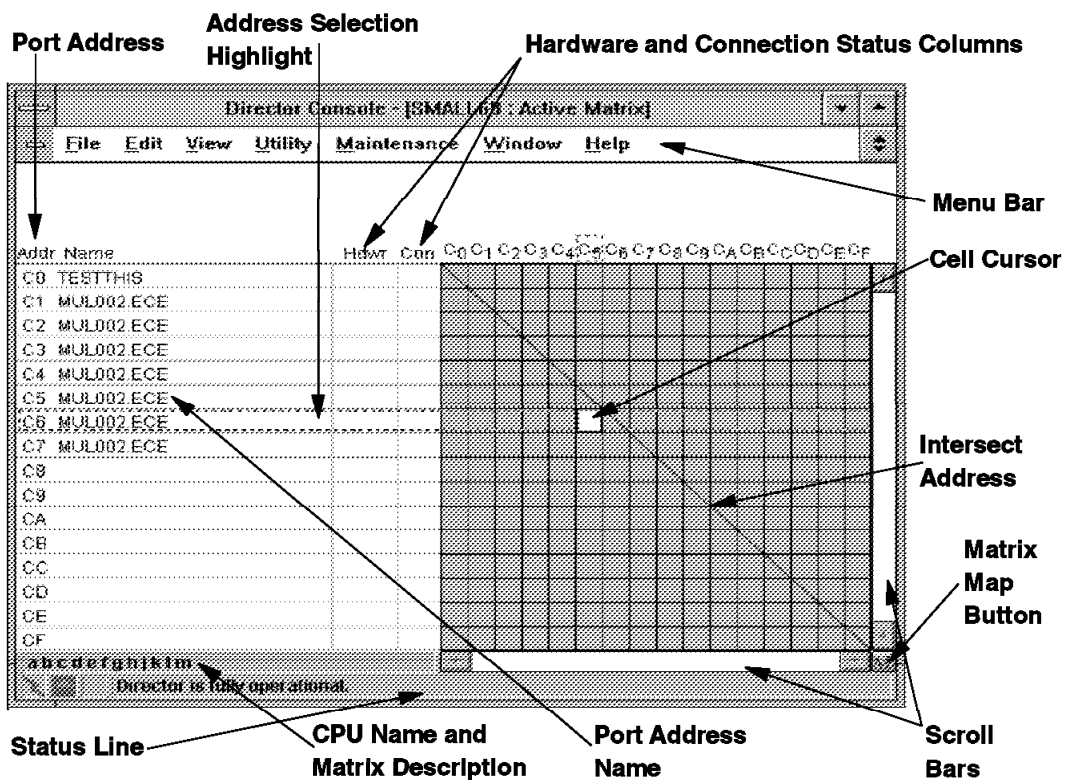 Address Selection
Highlight
Port Address
Hardware and Connection Status Columns
Director Console - [SMALL68 : Active Matrix]
File Edit View Utility Maintenance Window Help
Menu Bar
Addr Name Hdwr Con C0 C1 C2 C3 C4 C5 C6 C7 C8 C9 CA CB CC CD CE CF
Cell Cursor
C0 TESTTHIS
C1 MUL002.ECE
C2 MUL002.ECE
C3 MUL002.ECE
C4 MUL002.ECE
C5 MUL002.ECE
C6 MUL002.ECE
C7 MUL002.ECE
C8
C9
CA
CB
CC
CD
CE
CF
Intersect
Address
Matrix
Map
Button
a b c d e f g h i j k l m
Director is fully operational.
Status Line
CPU Name and
Matrix Description
Port Address
Name
Scroll
Bars